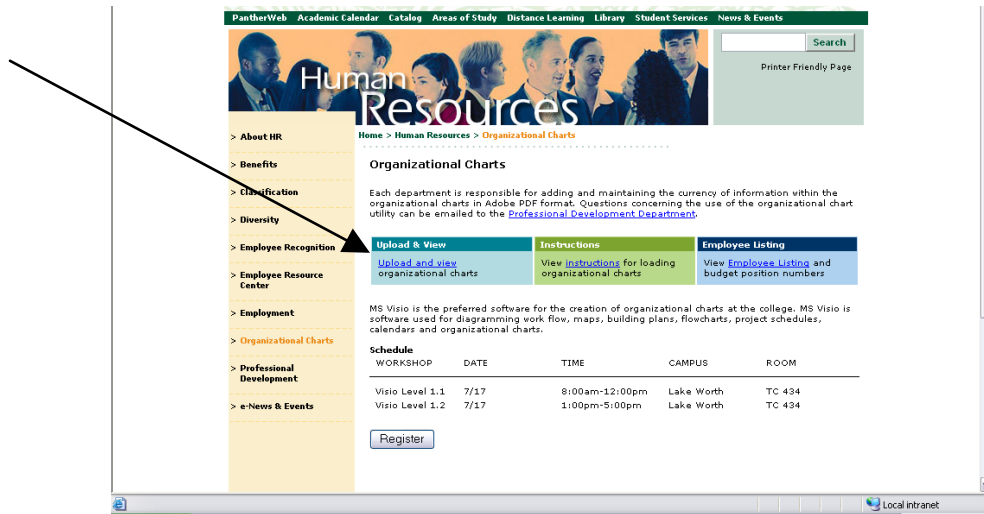 PantherWeb Academic Calendar Catalog Areas of Study Distance Learning Library Student Services News & Events
Human
Resources
Search
Printer Friendly Page
> About HR
> Benefits
> Classification
> Diversity
> Employee Recognition
> Employee Resource
Center
> Employment
> Organizational Charts
> Professional
Development
> e-News & Events
Home > Human Resources > Organizational Charts
Organizational Charts
Each department is responsible for adding and maintaining the currency of information within the
organizational charts in Adobe PDF format. Questions concerning the use of the organizational chart
utility can be emailed to the Professional Development Department.
Upload & View
Upload and view
organizational charts
Instructions
View instructions for loading
organizational charts
Employee Listing
View Employee Listing and
budget position numbers
MS Visio is the preferred software for the creation of organizational charts at the college. MS Visio is
software used for diagramming work flow, maps, building plans, flowcharts, project schedules,
calendars and organizational charts.
Schedule
WORKSHOP DATE TIME CAMPUS ROOM
Visio Level 1.1 7/17 8:00am-12:00pm Lake Worth TC 434
Visio Level 1.2 7/17 1:00pm-5:00pm Lake Worth TC 434
Register
Local intranet